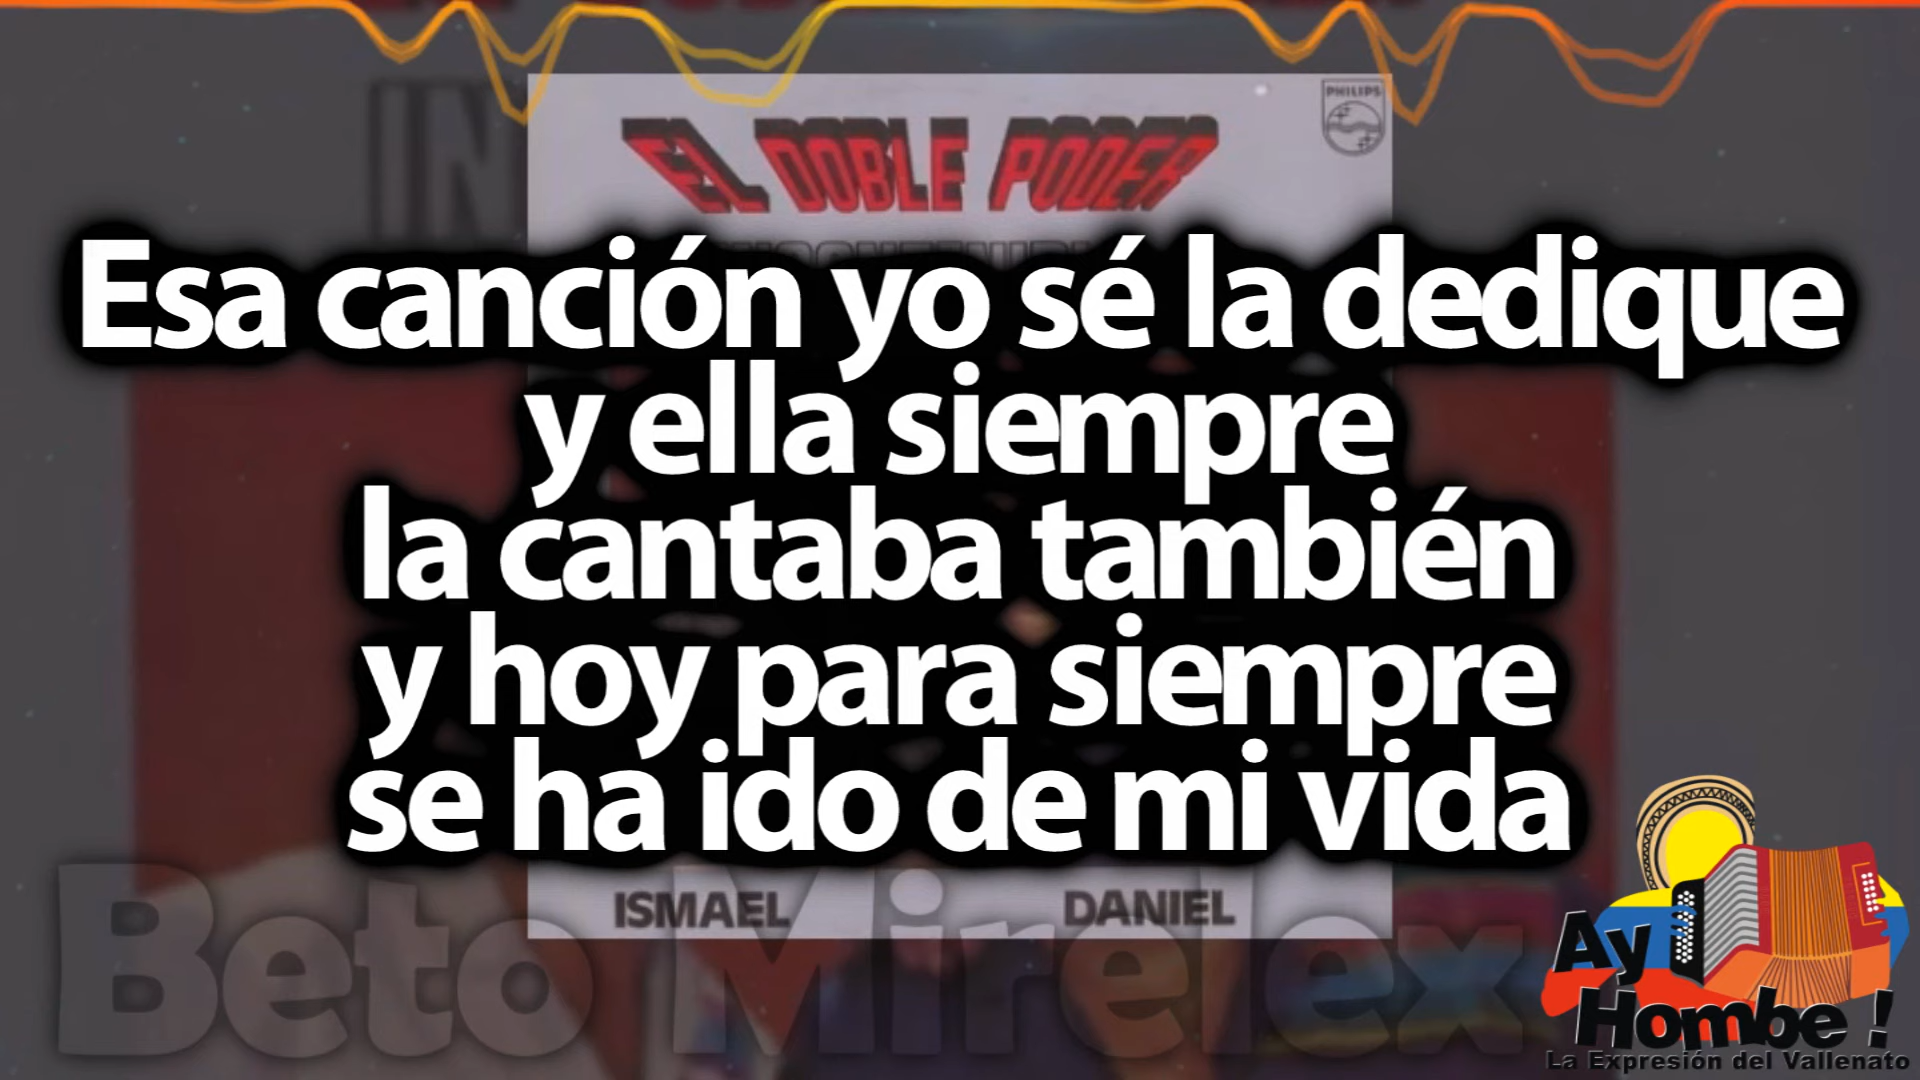 PHILIPS
EL DOBLE PODER
IN
Esa canción yo sé la dedique
y ella siempre
la cantaba también
y hoy para siempre
se ha ido de mi vida
ISMAEL
DANIEL
Beto Mirelex
Ay
Hombe !
La Expresión del Vallenato